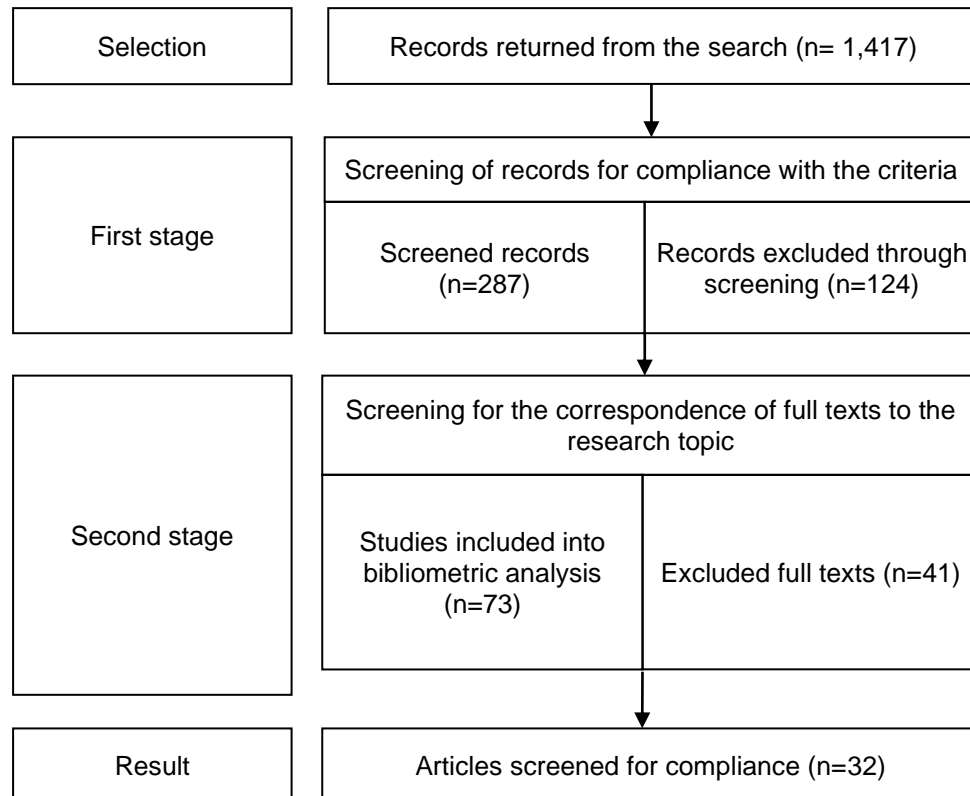 Selection
Records returned from the search (n= 1,417)
First stage
Screening of records for compliance with the criteria
Screened records
(n=287)
Records excluded through
screening (n=124)
Second stage
Screening for the correspondence of full texts to the
research topic
Studies included into
bibliometric analysis
(n=73)
Excluded full texts (n=41)
Result
Articles screened for compliance (n=32)